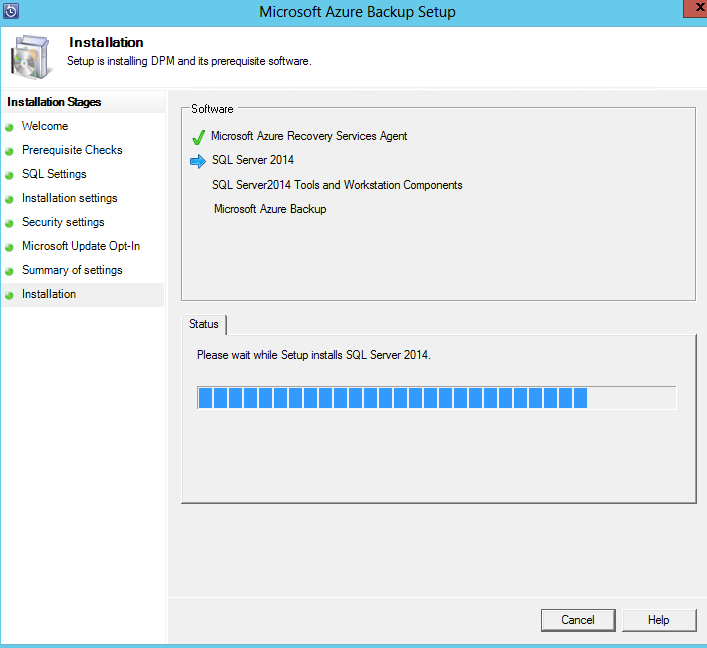 Microsoft Azure Backup Setup
x
Installation
Setup is installing DPM and its prerequisite software.
Installation Stages
Welcome
Prerequisite Checks
SQL Settings
Installation settings
Security settings
Microsoft Update Opt-In
Summary of settings
Installation
Software
Microsoft Azure Recovery Services Agent
SQL Server 2014
SQL Server2014 Tools and Workstation Components
Microsoft Azure Backup
Status
Please wait while Setup installs SQL Server 2014.
Cancel
Help